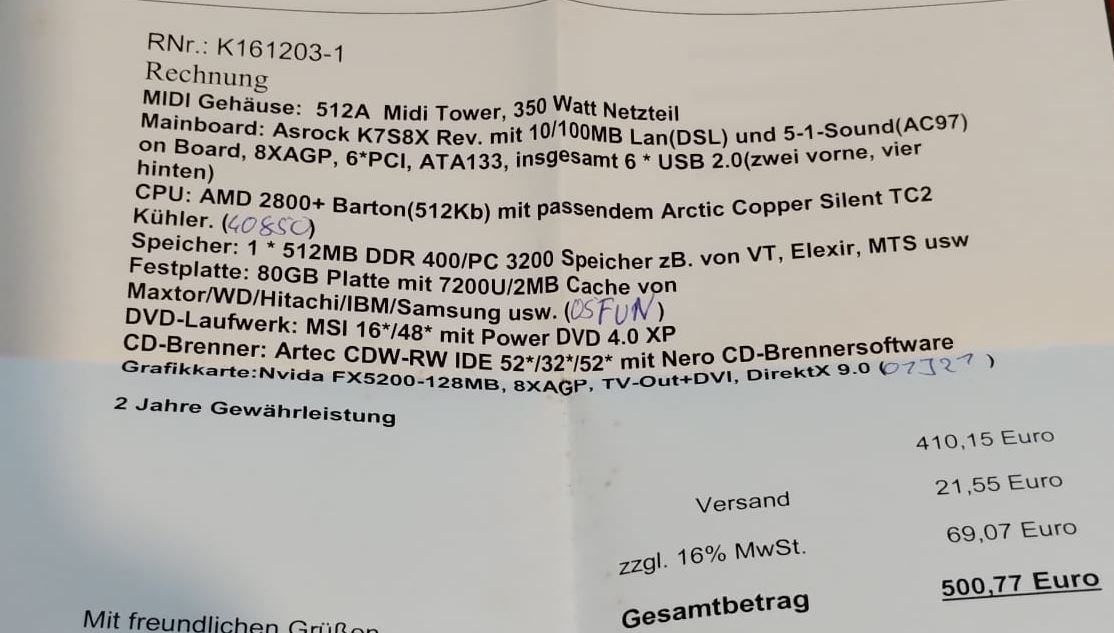 RNr.: K161203-1
Rechnung
MIDI Gehäuse: 512A Midi Tower, 350 Watt Netzteil
Mainboard: Asrock K7S8X Rev. mit 10/100MB Lan(DSL) und 5-1-Sound(AC97)
on Board, 8XAGP, 6*PCI, ATA133, insgesamt 6 * USB 2.0(zwei vorne, vier
hinten)
CPU: AMD 2800+ Barton(512Kb) mit passendem Arctic Copper Silent TC2
Kühler. (40850)
Speicher: 1 * 512MB DDR 400/PC 3200 Speicher zB. von VT, Elexir, MTS usw
Festplatte: 80GB Platte mit 7200U/2MB Cache von
Maxtor/WD/Hitachi/IBM/Samsung usw. (OSFUN)
DVD-Laufwerk: MSI 16*/48* mit Power DVD 4.0 XP
CD-Brenner: Artec CDW-RW IDE 52*/32*/52* mit Nero CD-Brennersoftware
Grafikkarte:Nvida FX5200-128MB, 8XAGP, TV-Out+DVI, DirektX 9.0 ( )
2 Jahre Gewährleistung
410,15 Euro
Versand 21,55 Euro
zzgl. 16% MwSt. 69,07 Euro
Gesamtbetrag 500,77 Euro
Mit freundlichen Grüßen